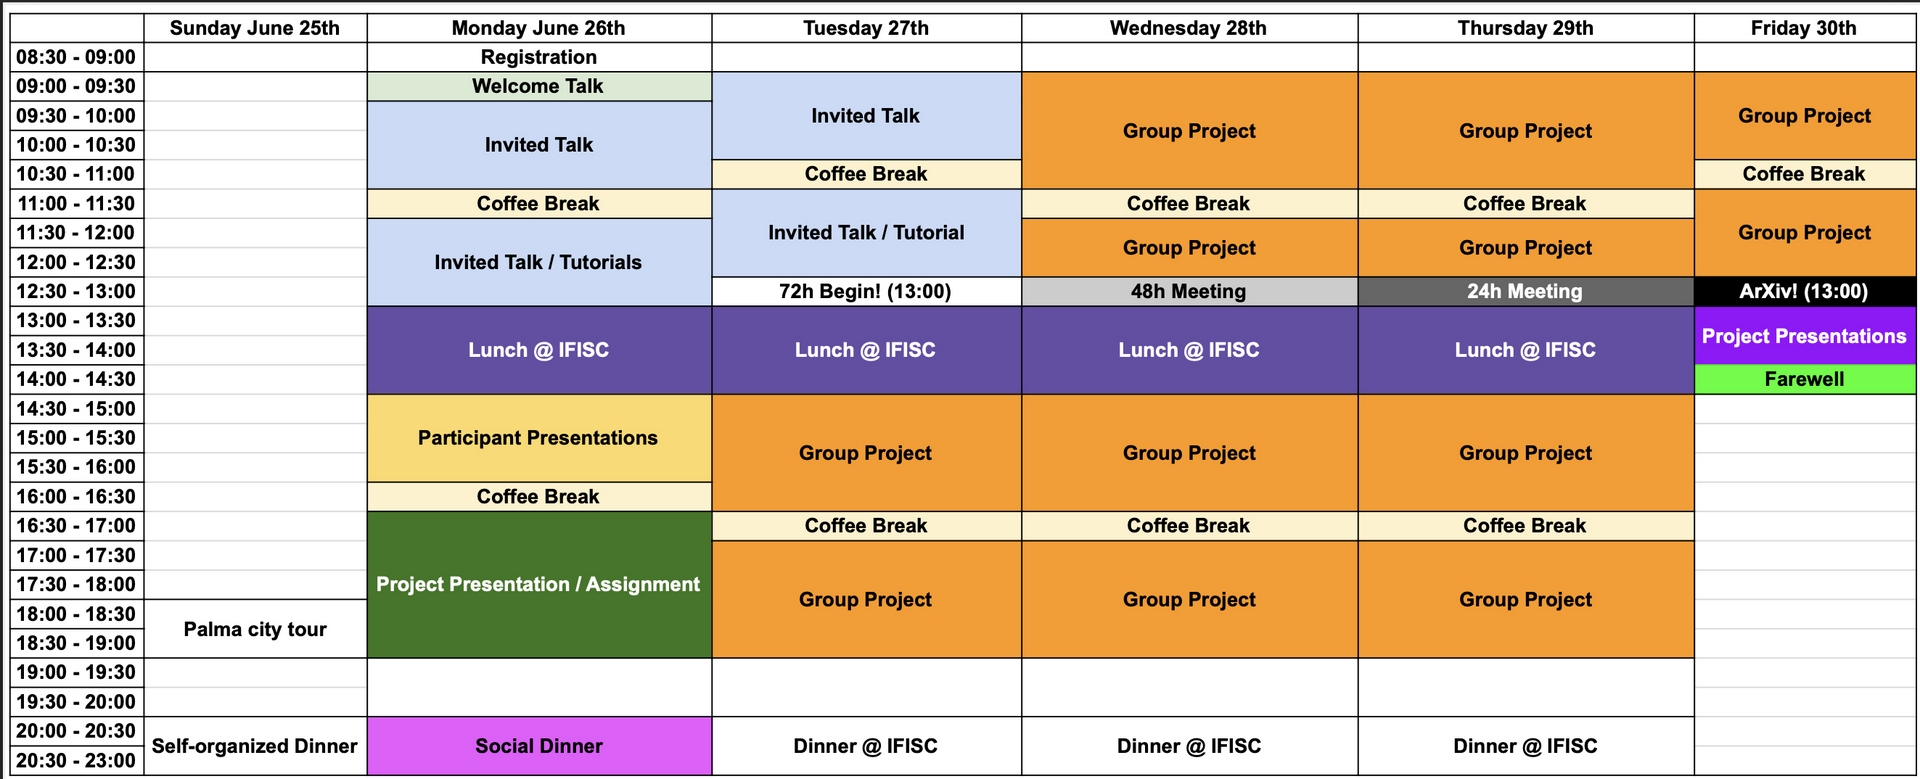 Sunday June 25th Monday June 26th Tuesday 27th Wednesday 28th Thursday 29th Friday 30th
08:30 - 09:00 Registration
09:00 - 09:30 Welcome Talk
09:30 - 10:00 Invited Talk Group Project
10:00 - 10:30 Invited Talk Group Project Group Project
10:30 - 11:00 Coffee Break Coffee Break
11:00 - 11:30 Coffee Break Coffee Break Coffee Break
11:30 - 12:00 Invited Talk / Tutorial Group Project Group Project Group Project
12:00 - 12:30 Invited Talk / Tutorials
12:30 - 13:00 72h Begin! (13:00) 48h Meeting 24h Meeting ArXiv! (13:00)
13:00 - 13:30 Project Presentations
13:30 - 14:00 Lunch @ IFISC Lunch @ IFISC Lunch @ IFISC Lunch @ IFISC
14:00 - 14:30 Farewell
14:30 - 15:00
15:00 - 15:30 Participant Presentations Group Project Group Project Group Project
15:30 - 16:00
16:00 - 16:30 Coffee Break
16:30 - 17:00 Coffee Break Coffee Break Coffee Break
17:00 - 17:30
17:30 - 18:00 Project Presentation / Assignment Group Project Group Project Group Project
18:00 - 18:30 Palma city tour
18:30 - 19:00
19:00 - 19:30
19:30 - 20:00
20:00 - 20:30 Self-organized Dinner Social Dinner Dinner @ IFISC Dinner @ IFISC Dinner @ IFISC
20:30 - 23:00